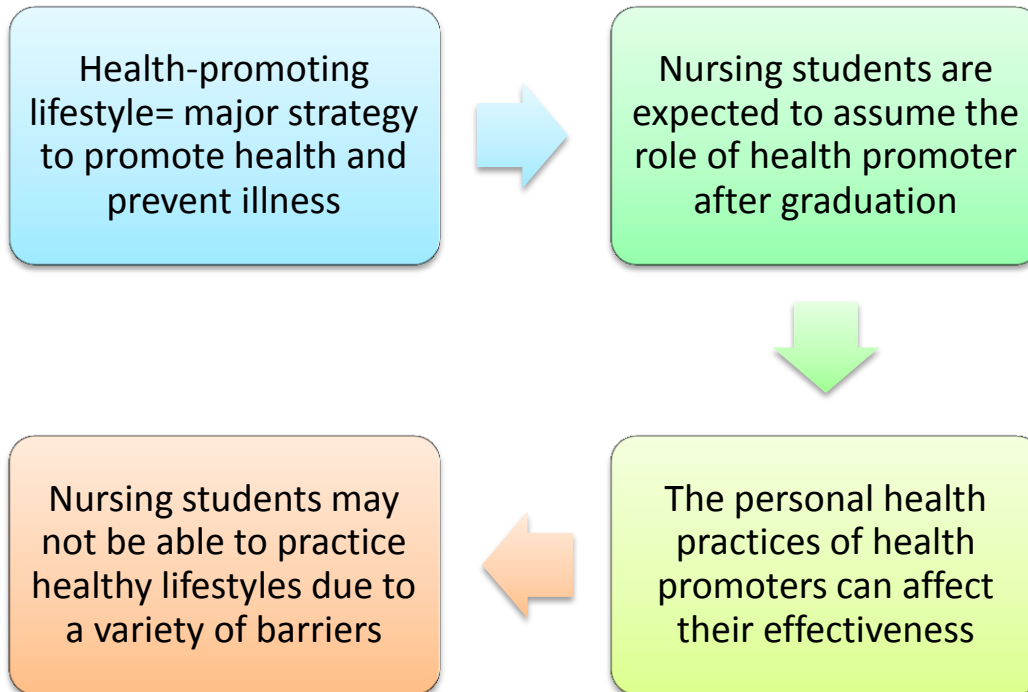 Health-promoting
lifestyle= major strategy
to promote health and
prevent illness
Nursing students are
expected to assume the
role of health promoter
after graduation
The personal health
practices of health
promoters can affect
their effectiveness
Nursing students may
not be able to practice
healthy lifestyles due to
a variety of barriers